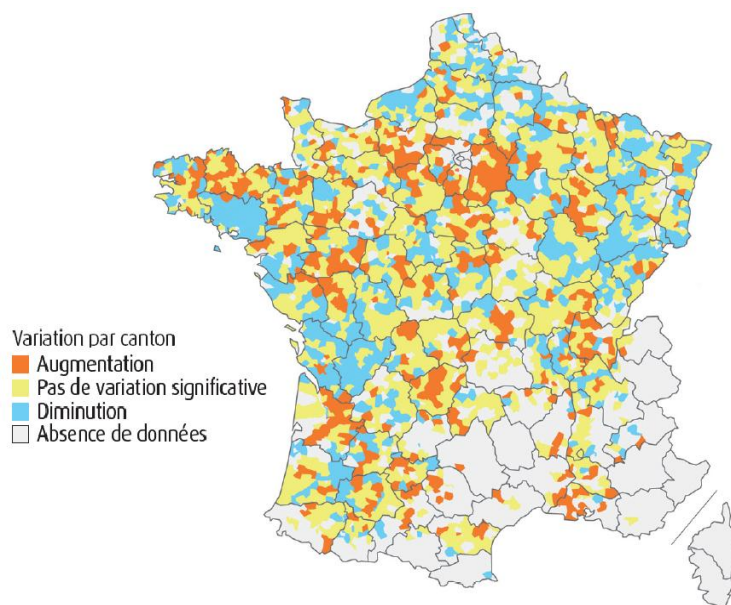 Variation par canton
Augmentation
Pas de variation significative
Diminution
Absence de données